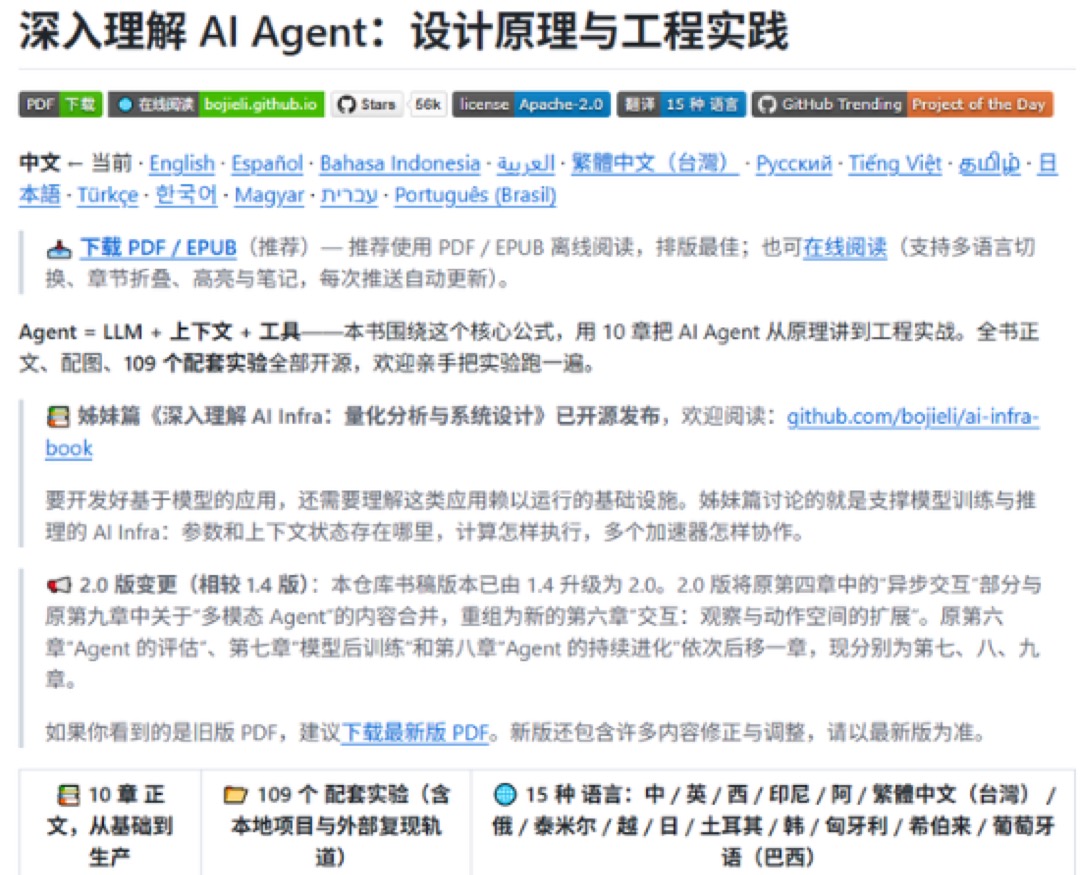 深入理解 AI Agent：设计原理与工程实践
PDF 下载 在线阅读 bojieli.github.io Stars 56k license Apache-2.0 翻译 15 种 语言 GitHub Trending Project of the Day
中文 ← 当前 · English · Español · Bahasa Indonesia · العربية · 繁體中文（台灣） · Русский · Tiếng Việt · தமிழ் · 日
本語 · Türkçe · 한국어 · Magyar · עברית · Português (Brasil)
下载 PDF / EPUB（推荐）— 推荐使用 PDF / EPUB 离线阅读，排版最佳；也可在线阅读（支持多语言切
换、章节折叠、高亮与笔记，每次推送自动更新）。
Agent = LLM + 上下文 + 工具——本书围绕这个核心公式，用 10 章把 AI Agent 从原理讲到工程实战。全书正
文、配图、109 个配套实验全部开源，欢迎亲手把实验跑一遍。
姊妹篇《深入理解 AI Infra：量化分析与系统设计》已开源发布，欢迎阅读：github.com/bojieli/ai-infra-
book
要开发好基于模型的应用，还需要理解这类应用赖以运行的基础设施。姊妹篇讨论的就是支撑模型训练与推
理的 AI Infra：参数和上下文状态存在哪里，计算怎样执行，多个加速器怎样协作。
2.0 版变更（相较 1.4 版）：本仓库书稿版本已由 1.4 升级为 2.0。2.0 版将原第四章中的“异步交互”部分与
原第九章中关于“多模态 Agent”的内容合并，重组为新的第六章“交互：观察与动作空间的扩展”。原第六
章“Agent 的评估”、第七章“模型后训练”和第八章“Agent 的持续进化”依次后移一章，现分别为第七、八、九
章。
如果你看到的是旧版 PDF，建议下载最新版 PDF。新版还包含许多内容修正与调整，请以最新版为准。
10 章 正
文，从基础到
生产
109 个 配套实验（含
本地项目与外部复现轨
道）
15 种 语言：中 / 英 / 西 / 印尼 / 阿 / 繁體中文（台灣） /
俄 / 泰米尔 / 越 / 日 / 土耳其 / 韩 / 匈牙利 / 希伯来 / 葡萄牙
语（巴西）